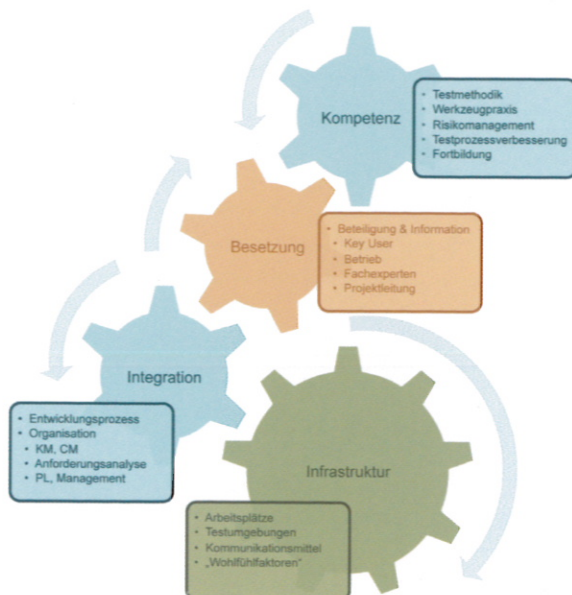 Kompetenz
• Testmethodik
• Werkzeugpraxis
• Risikomanagement
• Testprozessverbesserung
• Fortbildung
Besetzung
• Beteiligung & Information
• Key User
• Betrieb
• Fachexperten
• Projektleitung
Integration
• Entwicklungsprozess
• Organisation
• KM, CM
• Anforderungsanalyse
• PL, Management
Infrastruktur
• Arbeitsplätze
• Testumgebungen
• Kommunikationsmittel
• „Wohlfühlfaktoren“